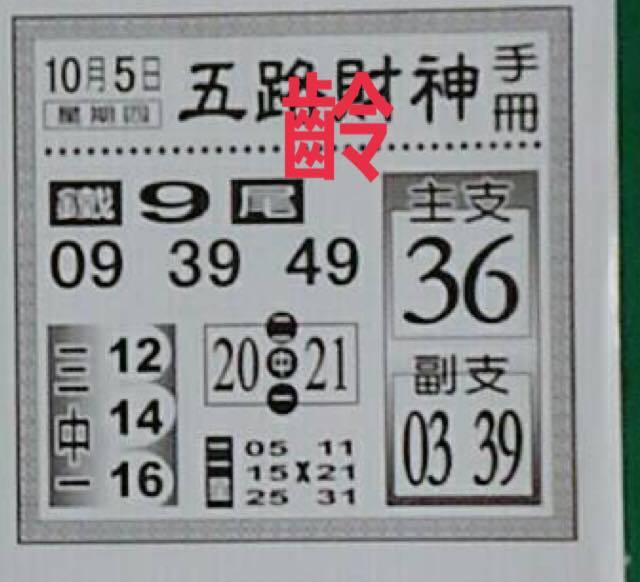 10月5日
星期四
五路財神
手冊
齡
鐵 9 尾
09 39 49
主支
36
副支
03 39
三中一
12
14
16
二中一
20 21
05 11
15 x 21
25 31